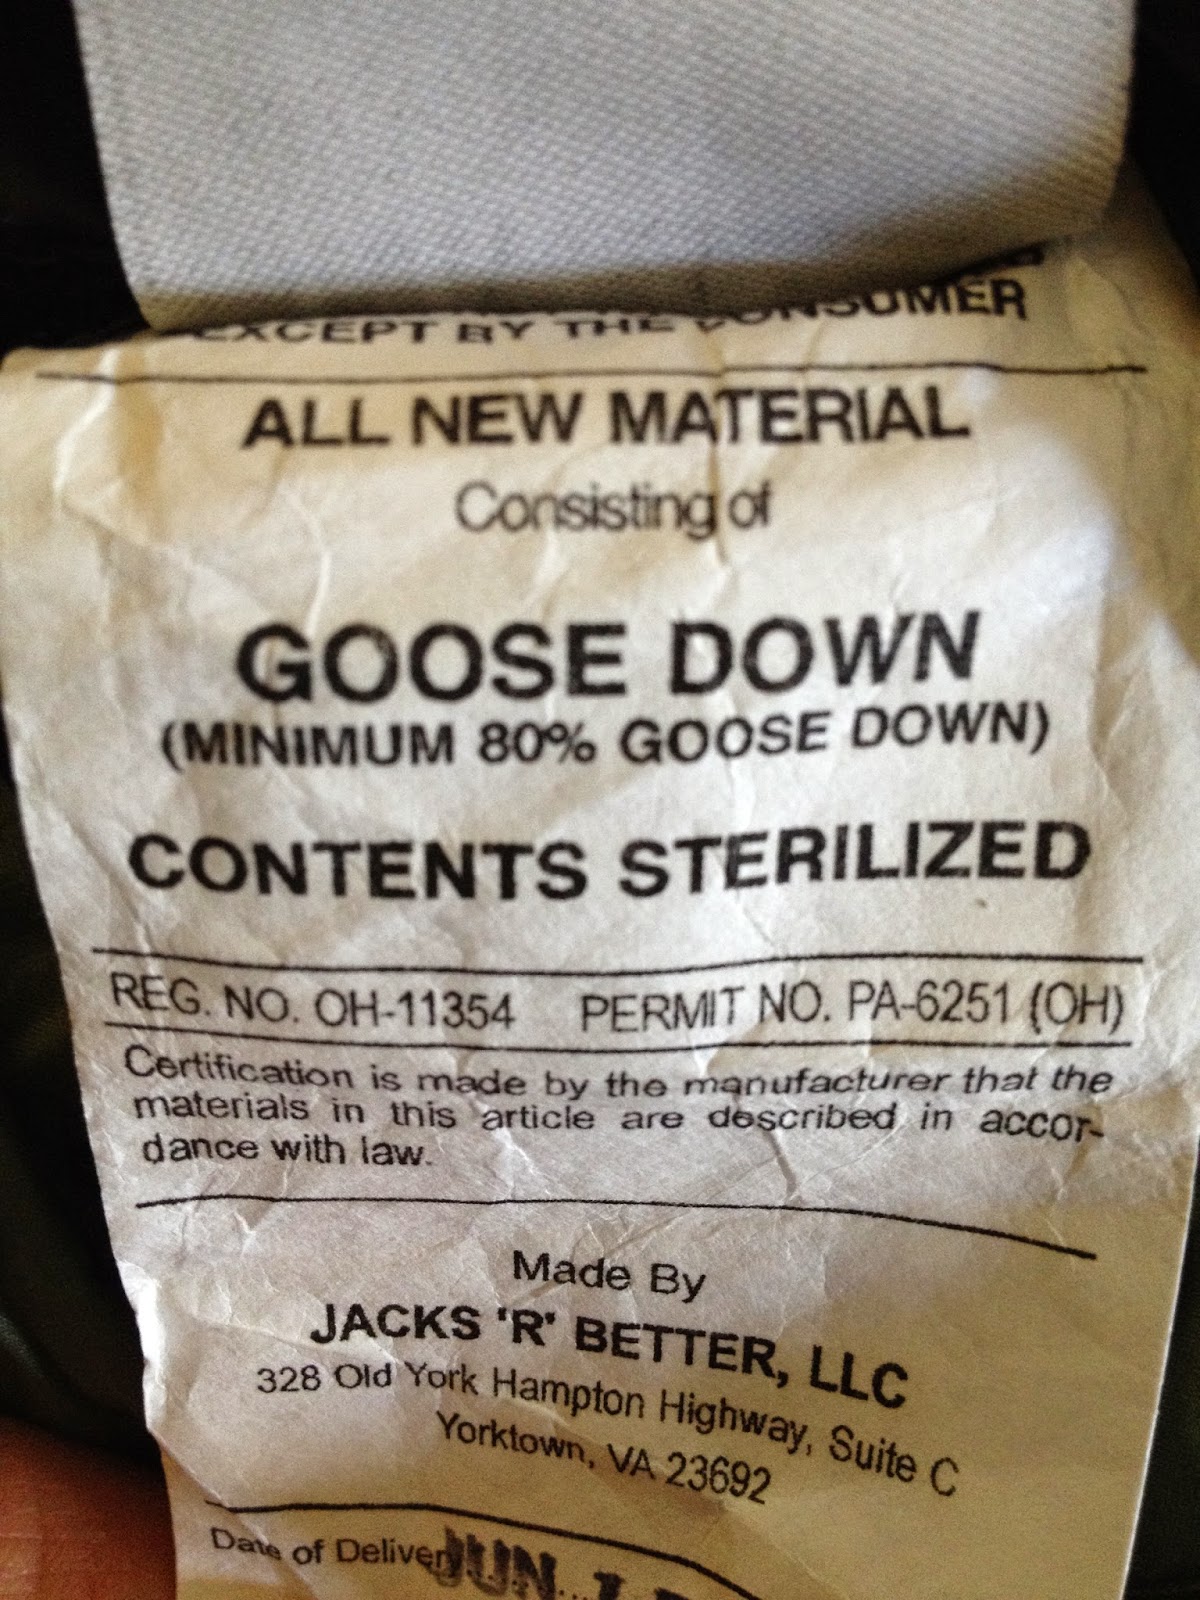 EXCEPT BY THE CONSUMER
ALL NEW MATERIAL
Consisting of
GOOSE DOWN
(MINIMUM 80% GOOSE DOWN)
CONTENTS STERILIZED
REG. NO. OH-11354 PERMIT NO. PA-6251 (OH)
Certification is made by the manufacturer that the
materials in this article are described in accor-
dance with law.
Made By
JACKS 'R' BETTER, LLC
328 Old York Hampton Highway, Suite C
Yorktown, VA 23692
Date of Delivery JUN